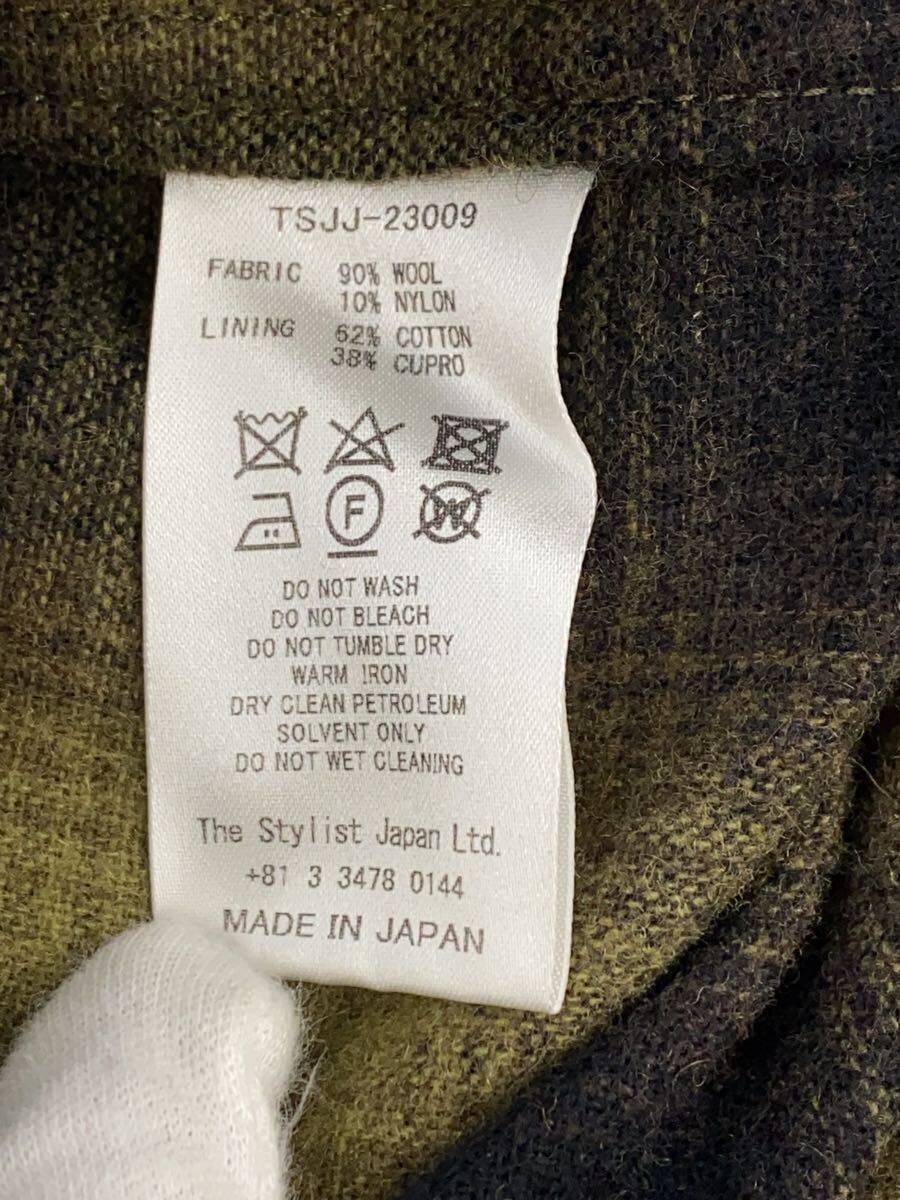 TSJJ-23009
FABRIC 90% WOOL
10% NYLON
LINING 62% COTTON
38% CUPRO
F
W
DO NOT WASH
DO NOT BLEACH
DO NOT TUMBLE DRY
WARM IRON
DRY CLEAN PETROLEUM
SOLVENT ONLY
DO NOT WET CLEANING
The Stylist Japan Ltd.
+81 3 3478 0144
MADE IN JAPAN